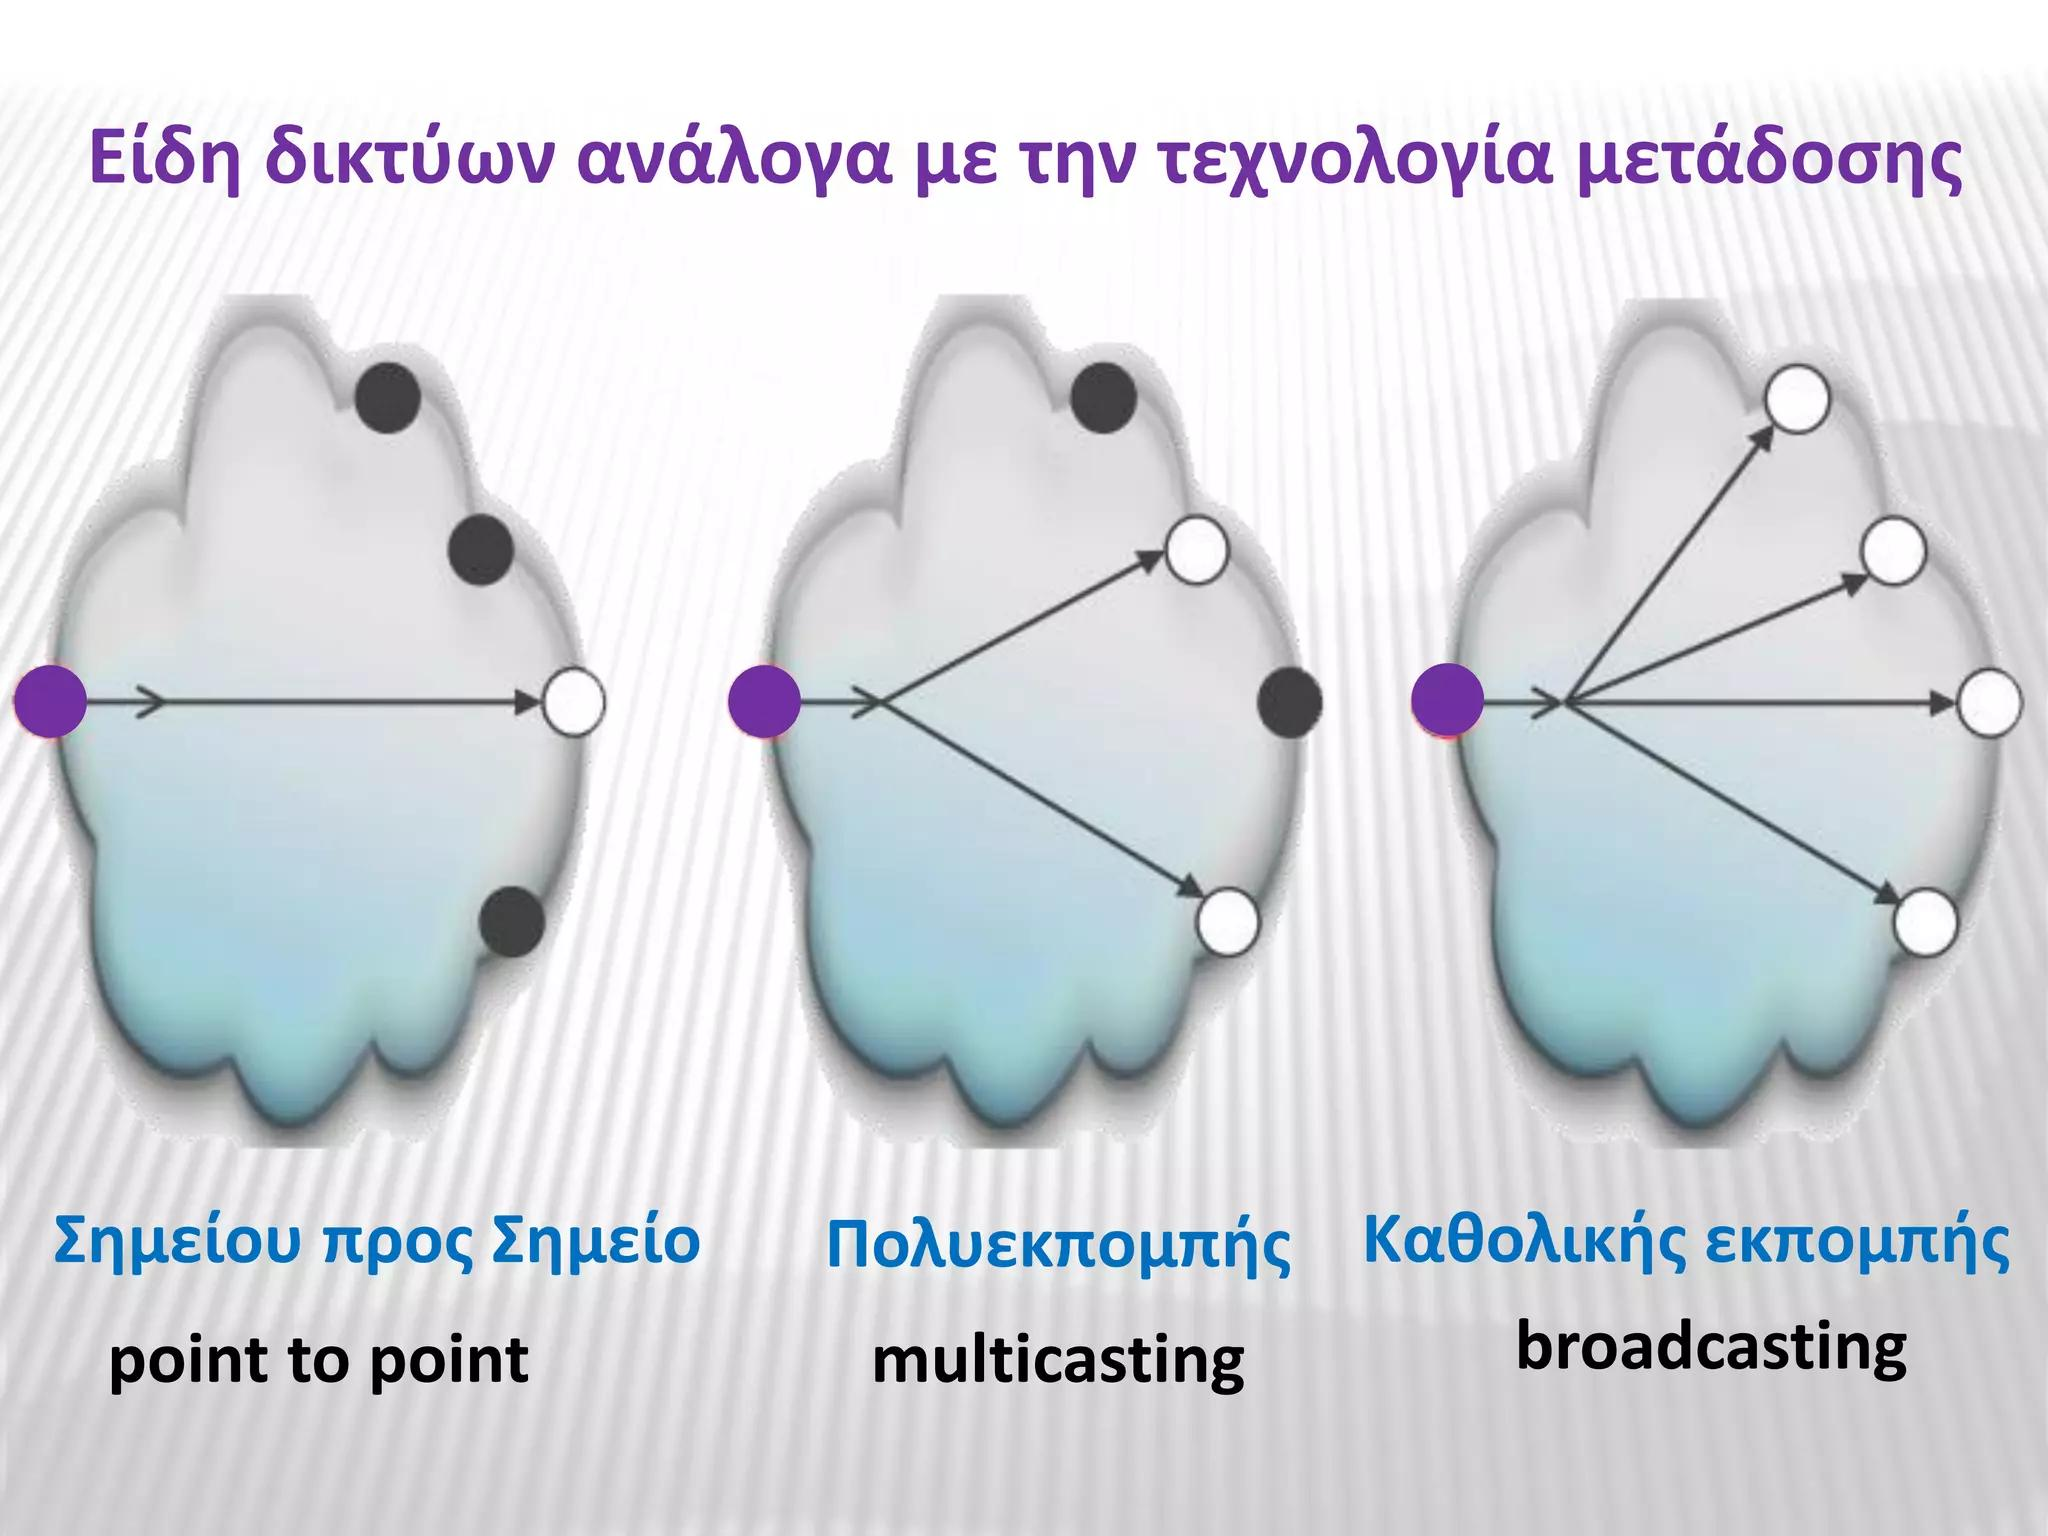 Είδη δικτύων ανάλογα με την τεχνολογία μετάδοσης
Σημείου προς Σημείο
point to point
Πολυεκπομπής
multicasting
Καθολικής εκπομπής
broadcasting